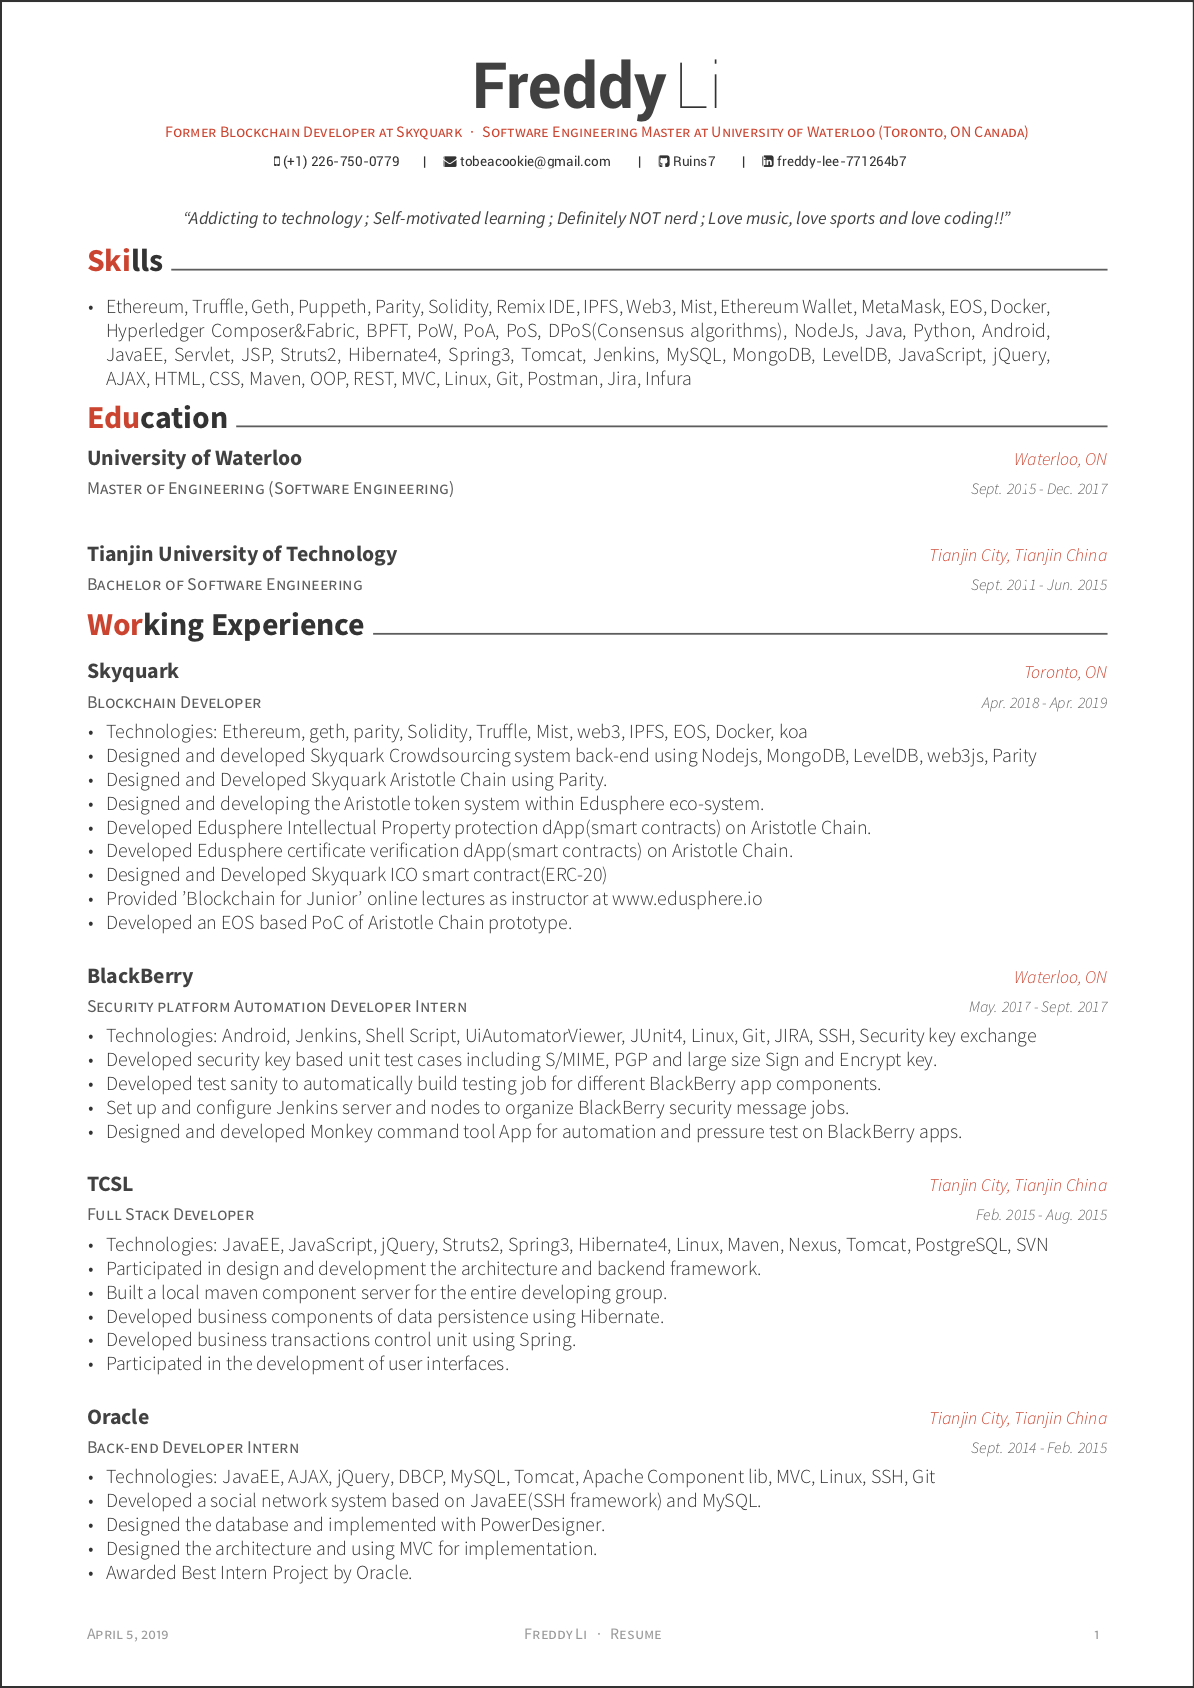 Freddy Li
Former Blockchain Developer at Skyquark · Software Engineering Master at University of Waterloo (Toronto, ON Canada)
(+1) 226-750-0779 | tobeacookie@gmail.com | Ruins7 | freddy-lee-771264b7
“Addicting to technology ; Self-motivated learning ; Definitely NOT nerd ; Love music, love sports and love coding!!”
Skills
• Ethereum, Truffle, Geth, Puppeth, Parity, Solidity, Remix IDE, IPFS, Web3, Mist, Ethereum Wallet, MetaMask, EOS, Docker,
Hyperledger Composer&Fabric, BPFT, PoW, PoA, PoS, DPoS(Consensus algorithms), NodeJs, Java, Python, Android,
JavaEE, Servlet, JSP, Struts2, Hibernate4, Spring3, Tomcat, Jenkins, MySQL, MongoDB, LevelDB, JavaScript, jQuery,
AJAX, HTML, CSS, Maven, OOP, REST, MVC, Linux, Git, Postman, Jira, Infura
Education
University of Waterloo Waterloo, ON
Master of Engineering (Software Engineering) Sept. 2015 - Dec. 2017
Tianjin University of Technology Tianjin City, Tianjin China
Bachelor of Software Engineering Sept. 2011 - Jun. 2015
Working Experience
Skyquark Toronto, ON
Blockchain Developer Apr. 2018 - Apr. 2019
• Technologies: Ethereum, geth, parity, Solidity, Truffle, Mist, web3, IPFS, EOS, Docker, koa
• Designed and developed Skyquark Crowdsourcing system back-end using Nodejs, MongoDB, LevelDB, web3js, Parity
• Designed and Developed Skyquark Aristotle Chain using Parity.
• Designed and developing the Aristotle token system within Edusphere eco-system.
• Developed Edusphere Intellectual Property protection dApp(smart contracts) on Aristotle Chain.
• Developed Edusphere certificate verification dApp(smart contracts) on Aristotle Chain.
• Designed and Developed Skyquark ICO smart contract(ERC-20)
• Provided ’Blockchain for Junior’ online lectures as instructor at www.edusphere.io
• Developed an EOS based PoC of Aristotle Chain prototype.
BlackBerry Waterloo, ON
Security platform Automation Developer Intern May. 2017 - Sept. 2017
• Technologies: Android, Jenkins, Shell Script, UiAutomatorViewer, JUnit4, Linux, Git, JIRA, SSH, Security key exchange
• Developed security key based unit test cases including S/MIME, PGP and large size Sign and Encrypt key.
• Developed test sanity to automatically build testing job for different BlackBerry app components.
• Set up and configure Jenkins server and nodes to organize BlackBerry security message jobs.
• Designed and developed Monkey command tool App for automation and pressure test on BlackBerry apps.
TCSL Tianjin City, Tianjin China
Full Stack Developer Feb. 2015 - Aug. 2015
• Technologies: JavaEE, JavaScript, jQuery, Struts2, Spring3, Hibernate4, Linux, Maven, Nexus, Tomcat, PostgreSQL, SVN
• Participated in design and development the architecture and backend framework.
• Built a local maven component server for the entire developing group.
• Developed business components of data persistence using Hibernate.
• Developed business transactions control unit using Spring.
• Participated in the development of user interfaces.
Oracle Tianjin City, Tianjin China
Back-end Developer Intern Sept. 2014 - Feb. 2015
• Technologies: JavaEE, AJAX, jQuery, DBCP, MySQL, Tomcat, Apache Component lib, MVC, Linux, SSH, Git
• Developed a social network system based on JavaEE(SSH framework) and MySQL.
• Designed the database and implemented with PowerDesigner.
• Designed the architecture and using MVC for implementation.
• Awarded Best Intern Project by Oracle.
April 5, 2019 Freddy Li · Resume 1